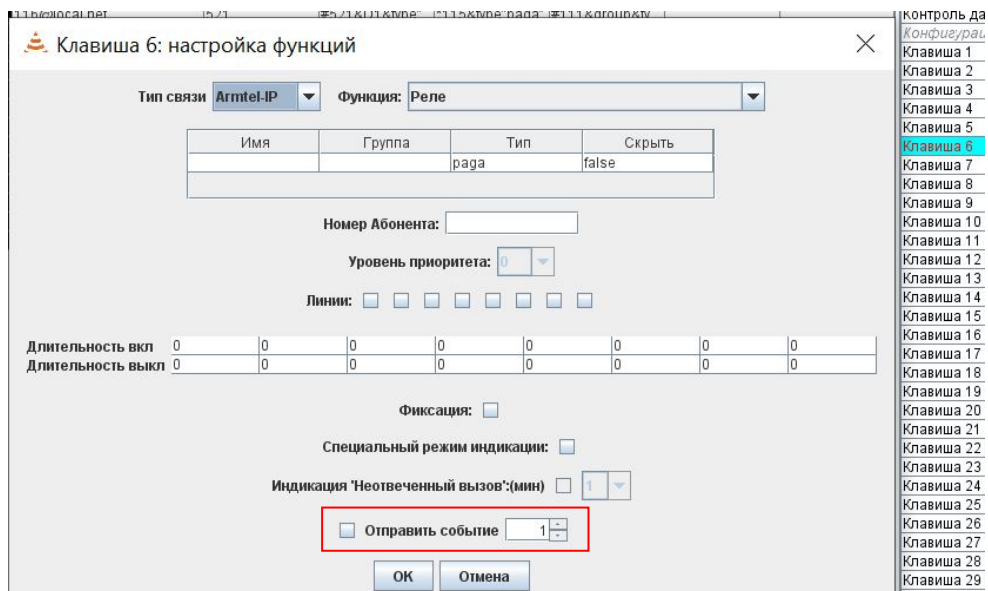 571
Контроль да
Конфигураци
Клавиша 6: настройка функций
Тип связи Armtel-IP Функция: Реле
Имя Группа Тип Скрыть
paga false
Номер Абонента:
Уровень приоритета: 0
Линии:
Длительность вкл 0 0 0 0 0 0 0 0
Длительность выкл 0 0 0 0 0 0 0 0
Фиксация:
Специальный режим индикации:
Индикация 'Неотвеченный вызов':(мин) 1
Отправить событие 1
ОК Отмена
Клавиша 1
Клавиша 2
Клавиша 3
Клавиша 4
Клавиша 5
Клавиша 6
Клавиша 7
Клавиша 8
Клавиша 9
Клавиша 10
Клавиша 11
Клавиша 12
Клавиша 13
Клавиша 14
Клавиша 15
Клавиша 16
Клавиша 17
Клавиша 18
Клавиша 19
Клавиша 20
Клавиша 21
Клавиша 22
Клавиша 23
Клавиша 24
Клавиша 25
Клавиша 26
Клавиша 27
Клавиша 28
Клавиша 29